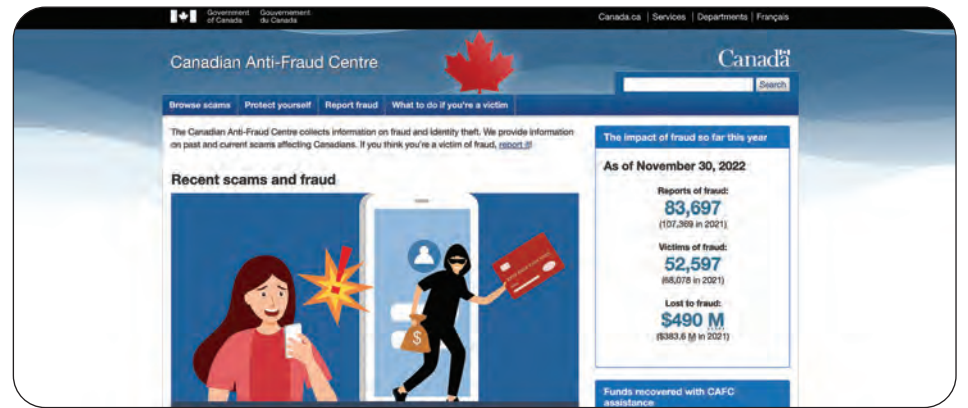 Government of Canada
Gouvernement du Canada
Canada.ca | Services | Departments | Français
Canadian Anti-Fraud Centre
Canada
Search
Browse scams
Protect yourself
Report fraud
What to do if you're a victim
The Canadian Anti-Fraud Centre collects information on fraud and identity theft. We provide information
on past and current scams affecting Canadians. If you think you're a victim of fraud, report it!
Recent scams and fraud
$
The impact of fraud so far this year
As of November 30, 2022
Reports of fraud:
83,697
(107,369 in 2021)
Victims of fraud:
52,597
(68,078 in 2021)
Lost to fraud:
$490 M
($383.6 M in 2021)
Funds recovered with CAFC
assistance